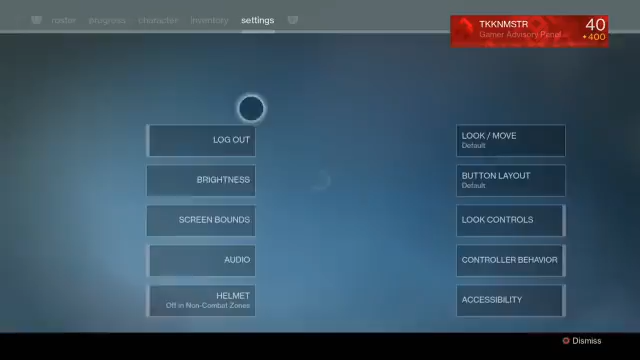 roster progress character inventory settings
TKKNMSTR 40
Gamer Advisory Panel +400
LOG OUT
BRIGHTNESS
SCREEN BOUNDS
AUDIO
HELMET
Off in Non-Combat Zones
LOOK / MOVE
Default
BUTTON LAYOUT
Default
LOOK CONTROLS
CONTROLLER BEHAVIOR
ACCESSIBILITY
Dismiss